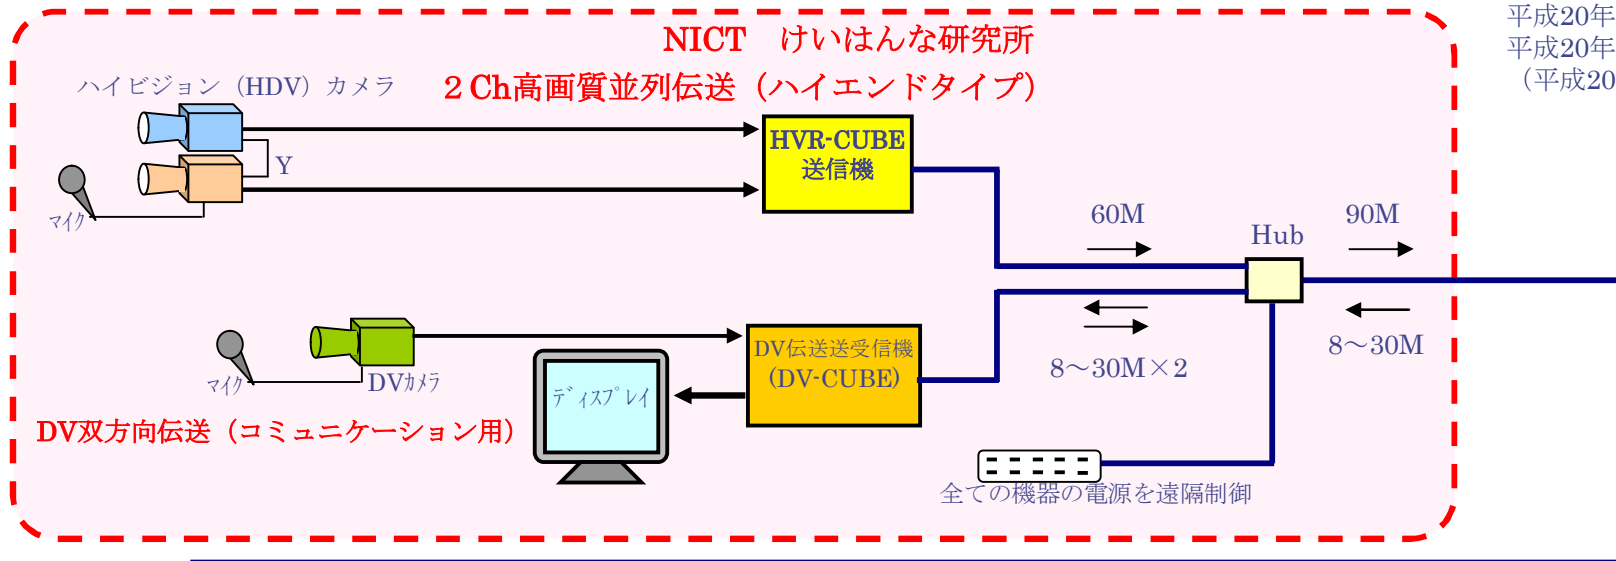 平成20年
平成20年
（平成20
NICT　けいはんな研究所
２Ch高画質並列伝送（ハイエンドタイプ）
ハイビジョン（HDV）カメラ
HVR-CUBE
送信機
Y
マイク
60M
90M
Hub
8～30M×2
8～30M
DV伝送送受信機
(DV-CUBE)
マイク
DVカメラ
ディスプレイ
DV双方向伝送（コミュニケーション用）
全ての機器の電源を遠隔制御